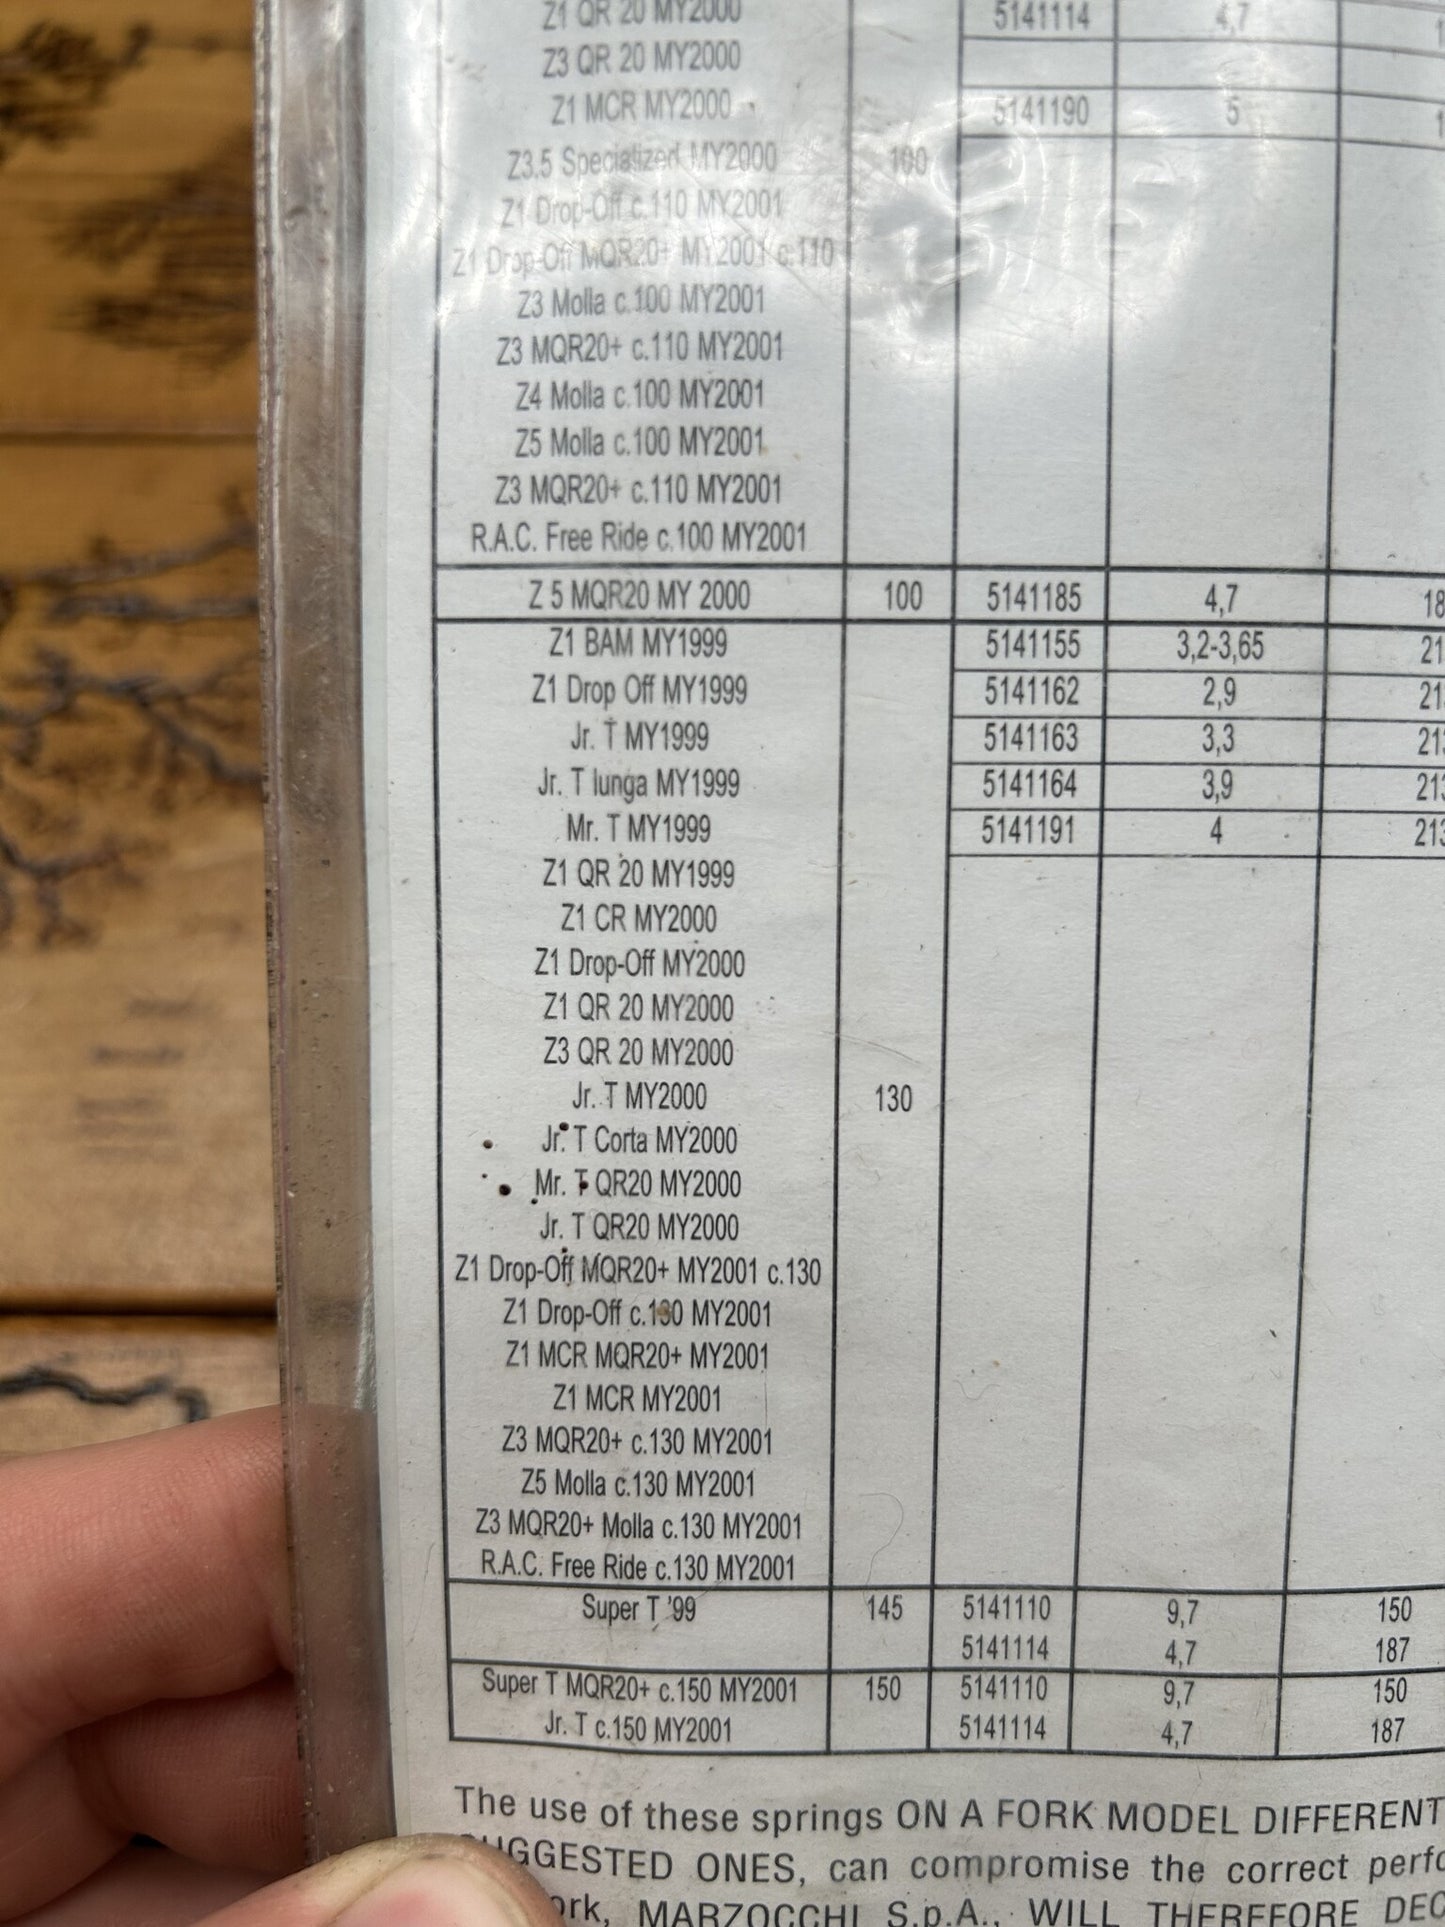 Z1 QR 20 MY2000 5141114 4,7
Z3 QR 20 MY2000
Z1 MCR MY2000 5141190 5
Z3.5 Specialized MY2000 100
Z1 Drop-Off c.110 MY2001
Z1 Drop-Off MQR20+ MY2001 c.110
Z3 Molla c.100 MY2001
Z3 MQR20+ c.110 MY2001
Z4 Molla c.100 MY2001
Z5 Molla c.100 MY2001
Z3 MQR20+ c.110 MY2001
R.A.C. Free Ride c.100 MY2001
Z 5 MQR20 MY 2000 100 5141185 4,7 18
Z1 BAM MY1999 5141155 3,2-3,65 21
Z1 Drop Off MY1999 5141162 2,9 21
Jr. T MY1999 5141163 3,3 213
Jr. T lunga MY1999 5141164 3,9 213
Mr. T MY1999 5141191 4 213
Z1 QR 20 MY1999
Z1 CR MY2000
Z1 Drop-Off MY2000
Z1 QR 20 MY2000
Z3 QR 20 MY2000
Jr. T MY2000 130
Jr. T Corta MY2000
Mr. T QR20 MY2000
Jr. T QR20 MY2000
Z1 Drop-Off MQR20+ MY2001 c.130
Z1 Drop-Off c.130 MY2001
Z1 MCR MQR20+ MY2001
Z1 MCR MY2001
Z3 MQR20+ c.130 MY2001
Z5 Molla c.130 MY2001
Z3 MQR20+ Molla c.130 MY2001
R.A.C. Free Ride c.130 MY2001
Super T '99 145 5141110 9,7 150
5141114 4,7 187
Super T MQR20+ c.150 MY2001 150 5141110 9,7 150
Jr. T c.150 MY2001 5141114 4,7 187
The use of these springs ON A FORK MODEL DIFFERENT
SUGGESTED ONES, can compromise the correct
MARZOCCHI S.p.A., WILL THEREFORE